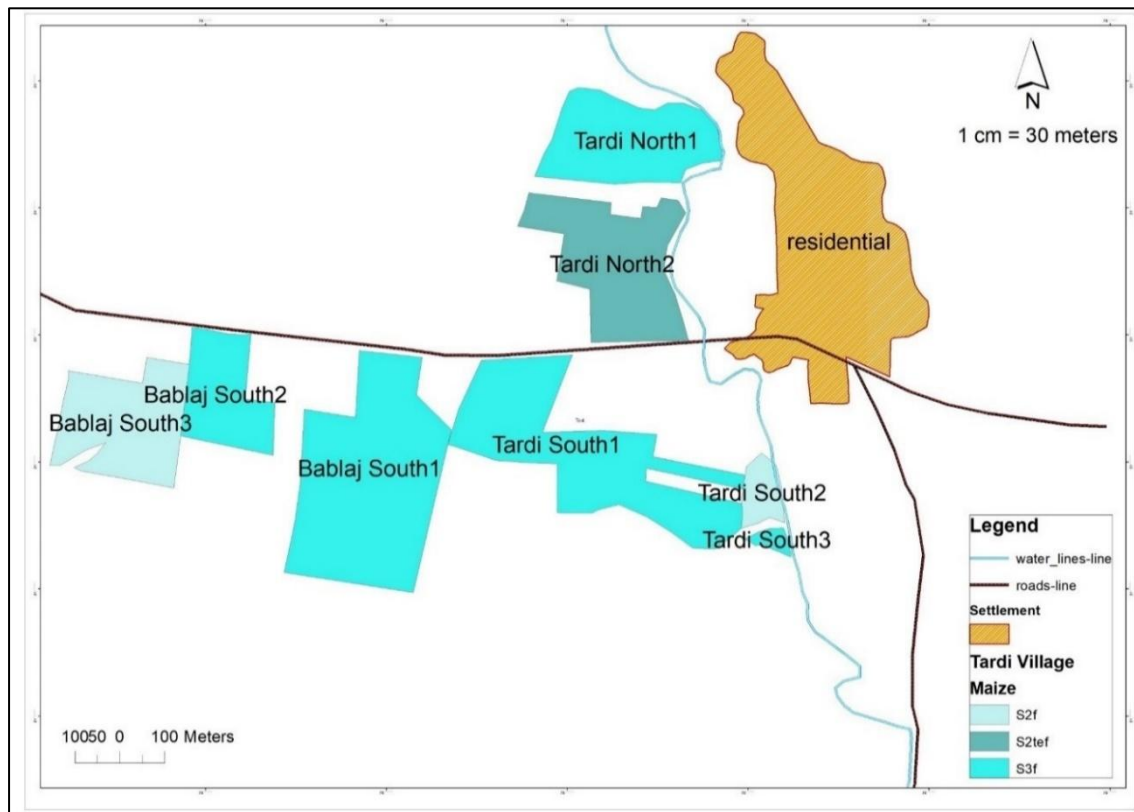 N
1 cm = 30 meters
Tardi North1
residential
Tardi North2
Bablaj South2
Bablaj South3
Tardi South1
Bablaj South1
Tardi South2
Tardi South3
Legend
water_lines-line
roads-line
Settlement
Tardi Village
Maize
S2f
S2tef
S3f
10050 0 100 Meters